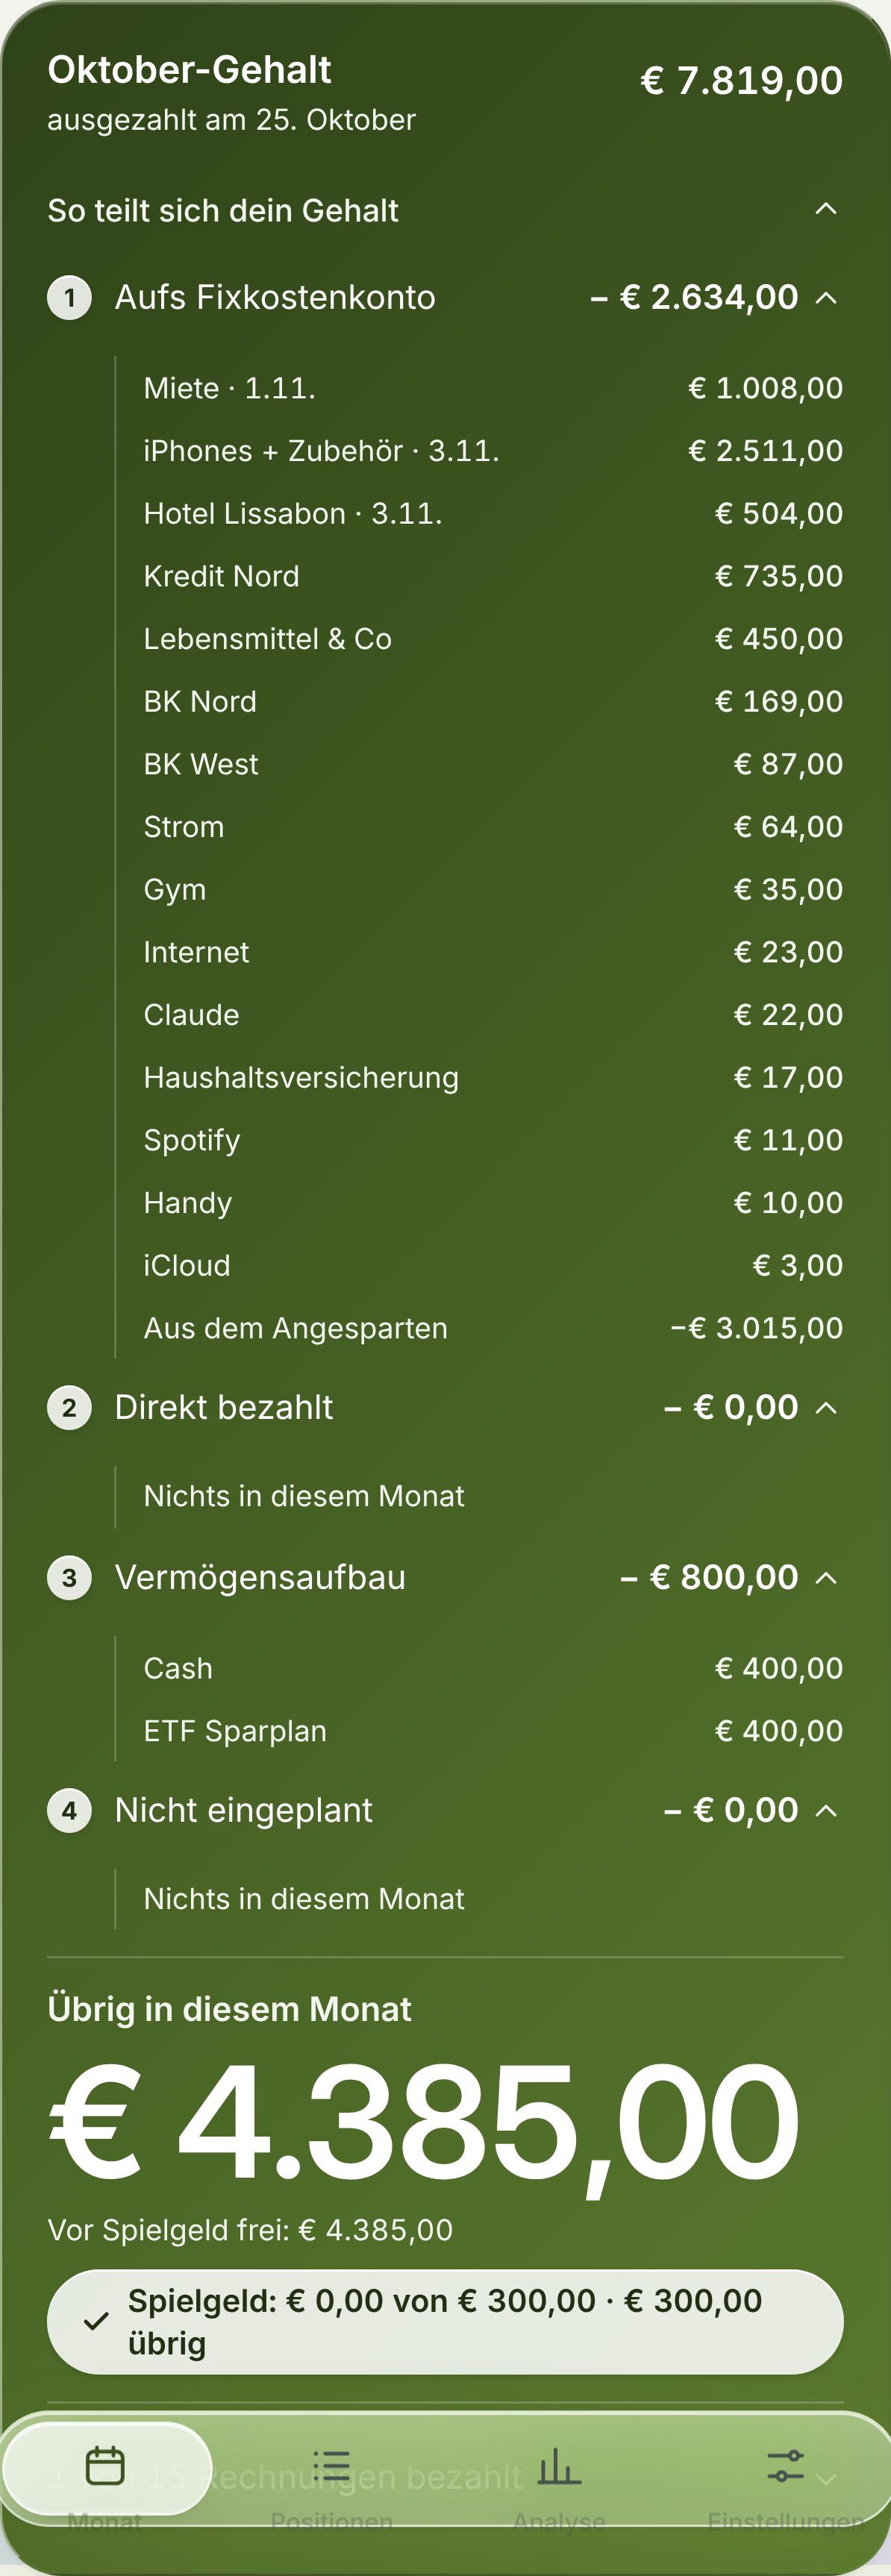 Oktober-Gehalt
€ 7.819,00
ausgezahlt am 25. Oktober
So teilt sich dein Gehalt
1 Aufs Fixkostenkonto – € 2.634,00
Miete · 1.11. € 1.008,00
iPhones + Zubehör · 3.11. € 2.511,00
Hotel Lissabon · 3.11. € 504,00
Kredit Nord € 735,00
Lebensmittel & Co € 450,00
BK Nord € 169,00
BK West € 87,00
Strom € 64,00
Gym € 35,00
Internet € 23,00
Claude € 22,00
Haushaltsversicherung € 17,00
Spotify € 11,00
Handy € 10,00
iCloud € 3,00
Aus dem Angesparten −€ 3.015,00
2 Direkt bezahlt – € 0,00
Nichts in diesem Monat
3 Vermögensaufbau – € 800,00
Cash € 400,00
ETF Sparplan € 400,00
4 Nicht eingeplant – € 0,00
Nichts in diesem Monat
Übrig in diesem Monat
€ 4.385,00
Vor Spielgeld frei: € 4.385,00
Spielgeld: € 0,00 von € 300,00 · € 300,00
übrig
1 von 15 Rechnungen bezahlt
Monat Positionen Analyse Einstellungen